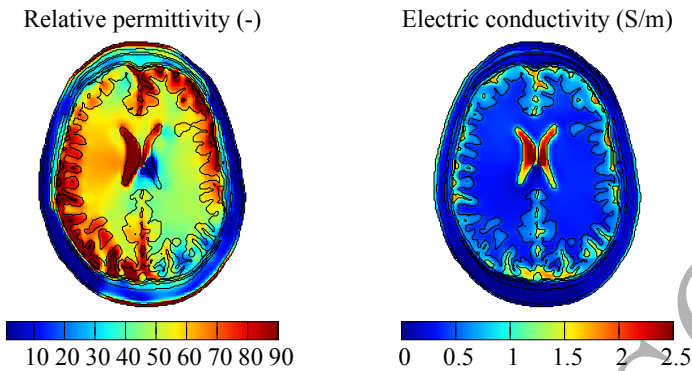 Relative permittivity (-)
Electric conductivity (S/m)
10 20 30 40 50 60 70 80 90
0 0.5 1 1.5 2 2.5